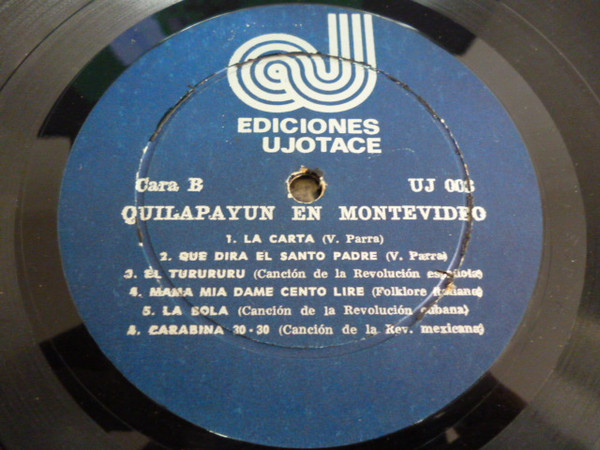 EDICIONES
UJOTACE
Cara B UJ 003
QUILAPAYUN EN MONTEVIDEO
1. LA CARTA (V. Parra)
2. QUE DIRA EL SANTO PADRE (V. Parra)
3. EL TURURURU (Canción de la Revolución española)
4. MAMA MIA DAME CENTO LIRE (Folklore italiano)
5. LA BOLA (Canción de la Revolución cubana)
6. CARABINA 30-30 (Canción de la Rev. mexicana)